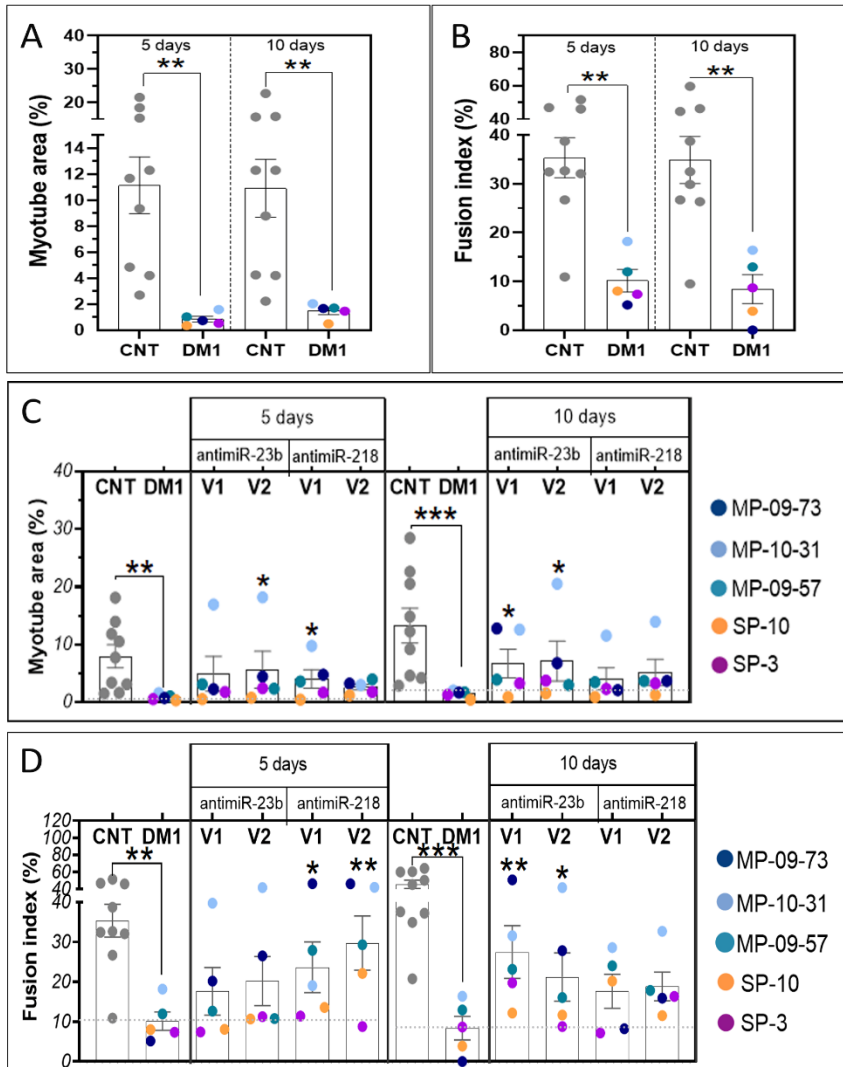 A
5 days
10 days
**
**
Myotube area (%)
40
30
20
14
12
10
8
6
4
2
0
CNT
DM1
CNT
DM1
B
5 days
10 days
**
**
Fusion index (%)
80
60
40
40
30
20
10
0
CNT
DM1
CNT
DM1
C
5 days
10 days
antimiR-23b
antimiR-218
antimiR-23b
antimiR-218
CNT DM1
V1
V2
V1
V2
CNT DM1
V1
V2
V1
V2
Myotube area (%)
40
30
20
10
0
**
*
*
***
*
*
MP-09-73
MP-10-31
MP-09-57
SP-10
SP-3
D
5 days
10 days
antimiR-23b
antimiR-218
antimiR-23b
antimiR-218
CNT DM1
V1
V2
V1
V2
CNT DM1
V1
V2
V1
V2
Fusion index (%)
120
100
80
60
40
40
30
20
10
0
**
*
**
***
**
*
MP-09-73
MP-10-31
MP-09-57
SP-10
SP-3